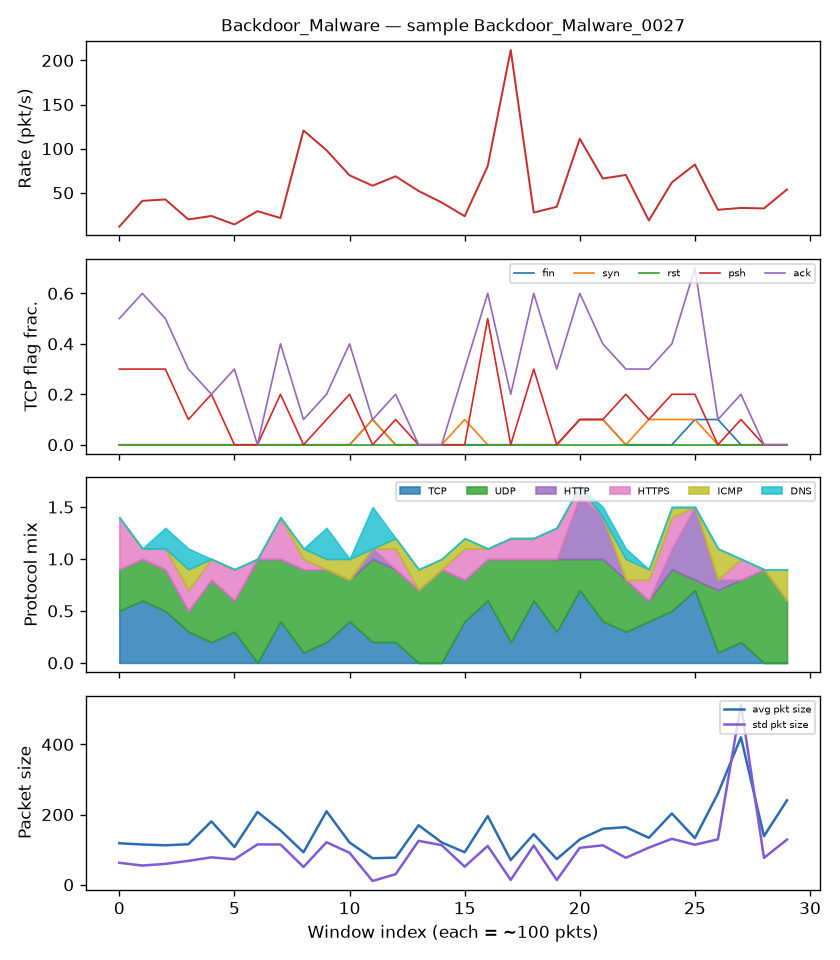 Backdoor_Malware — sample Backdoor_Malware_0027
Rate (pkt/s)
200
150
100
50
TCP flag frac.
0.6
0.4
0.2
0.0
fin syn rst psh ack
Protocol mix
1.5
1.0
0.5
0.0
TCP UDP HTTP HTTPS ICMP DNS
Packet size
400
200
0
avg pkt size
std pkt size
0 5 10 15 20 25 30
Window index (each = ~100 pkts)